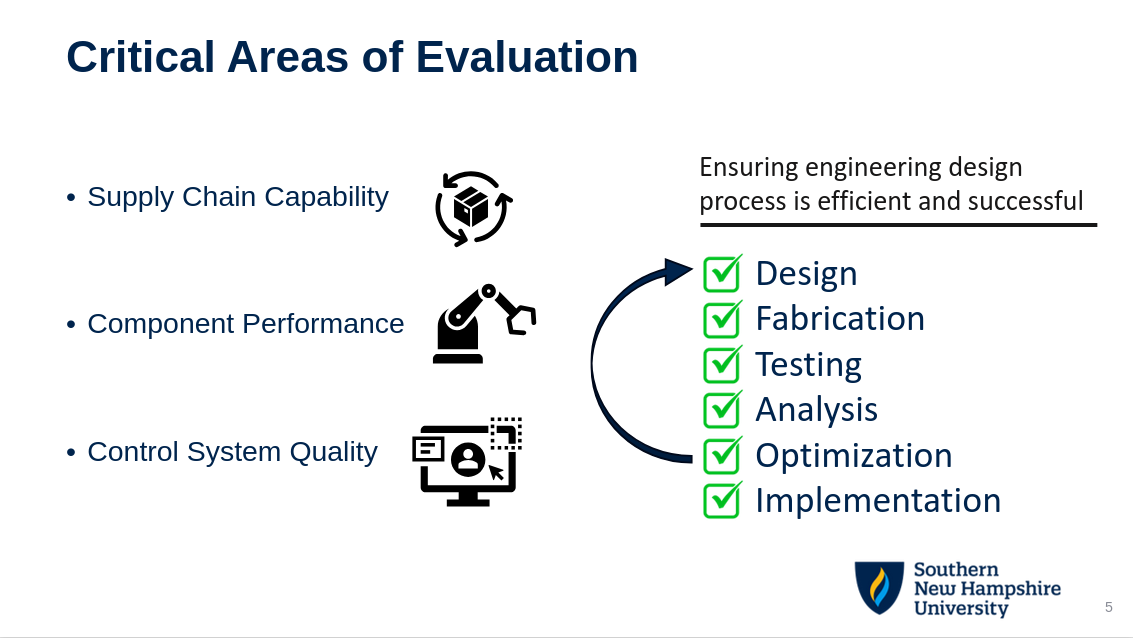 Critical Areas of Evaluation
• Supply Chain Capability
• Component Performance
• Control System Quality
Ensuring engineering design
process is efficient and successful
Design
Fabrication
Testing
Analysis
Optimization
Implementation
Southern
New Hampshire
University
5